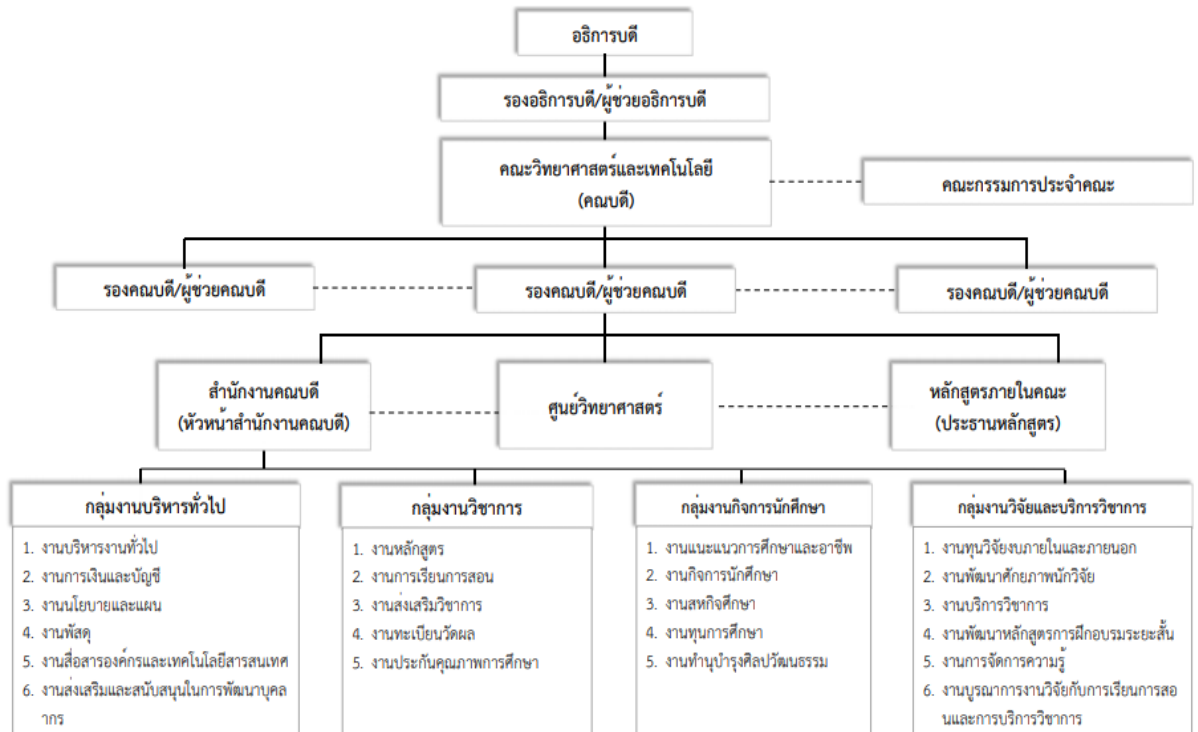 อธิการบดี
รองอธิการบดี/ผู้ช่วยอธิการบดี
คณะวิทยาศาสตร์และเทคโนโลยี
(คณบดี)
คณะกรรมการประจำคณะ
รองคณบดี/ผู้ช่วยคณบดี
รองคณบดี/ผู้ช่วยคณบดี
รองคณบดี/ผู้ช่วยคณบดี
สำนักงานคณบดี
(หัวหน้าสำนักงานคณบดี)
ศูนย์วิทยาศาสตร์
หลักสูตรภายในคณะ
(ประธานหลักสูตร)
กลุ่มงานบริหารทั่วไป
1. งานบริหารงานทั่วไป
2. งานการเงินและบัญชี
3. งานนโยบายและแผน
4. งานพัสดุ
5. งานสื่อสารองค์กรและเทคโนโลยีสารสนเทศ
6. งานส่งเสริมและสนับสนุนในการพัฒนาบุคล
ากร
กลุ่มงานวิชาการ
1. งานหลักสูตร
2. งานการเรียนการสอน
3. งานส่งเสริมวิชาการ
4. งานทะเบียนวัดผล
5. งานประกันคุณภาพการศึกษา
กลุ่มงานกิจการนักศึกษา
1. งานแนะแนวการศึกษาและอาชีพ
2. งานกิจการนักศึกษา
3. งานสหกิจศึกษา
4. งานทุนการศึกษา
5. งานทำนุบำรุงศิลปวัฒนธรรม
กลุ่มงานวิจัยและบริการวิชาการ
1. งานทุนวิจัยงบภายในและภายนอก
2. งานพัฒนาศักยภาพนักวิจัย
3. งานบริการวิชาการ
4. งานพัฒนาหลักสูตรการฝึกอบรมระยะสั้น
5. งานการจัดการความรู้
6. งานบูรณาการงานวิจัยกับการเรียนการสอ
นและการบริการวิชาการ